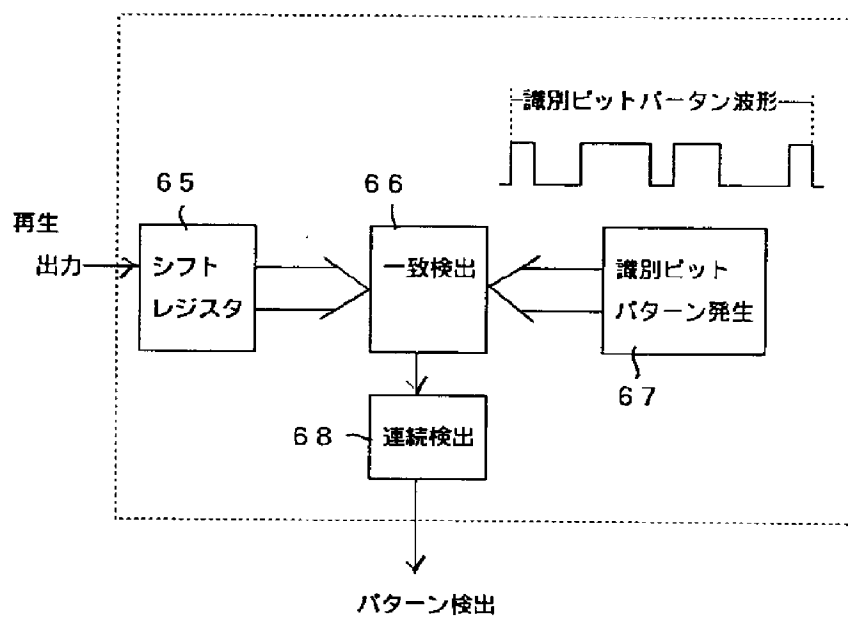 識別ピットパータン波形
65
66
再生
出力
シフト
レジスタ
一致検出
識別ピット
パターン発生
67
68
連続検出
パターン検出